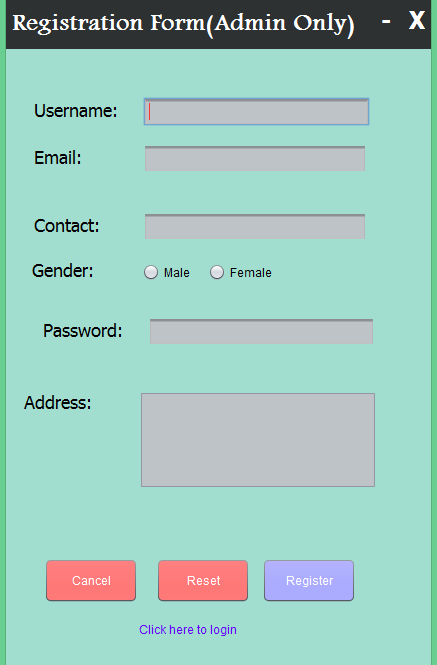 Registration Form(Admin Only) - X
Username:
Email:
Contact:
Gender: Male Female
Password:
Address:
Cancel Reset Register
Click here to login